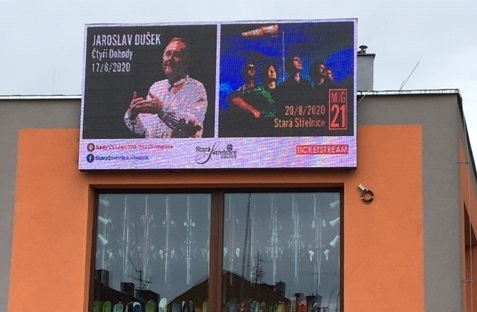 JAROSLAV DUŠEK
Čtyři Dohody
17/8/2020
20/8/2020
Stará Střelnice
MIG
21
Stará
Střelnice
TICKETSTREAM